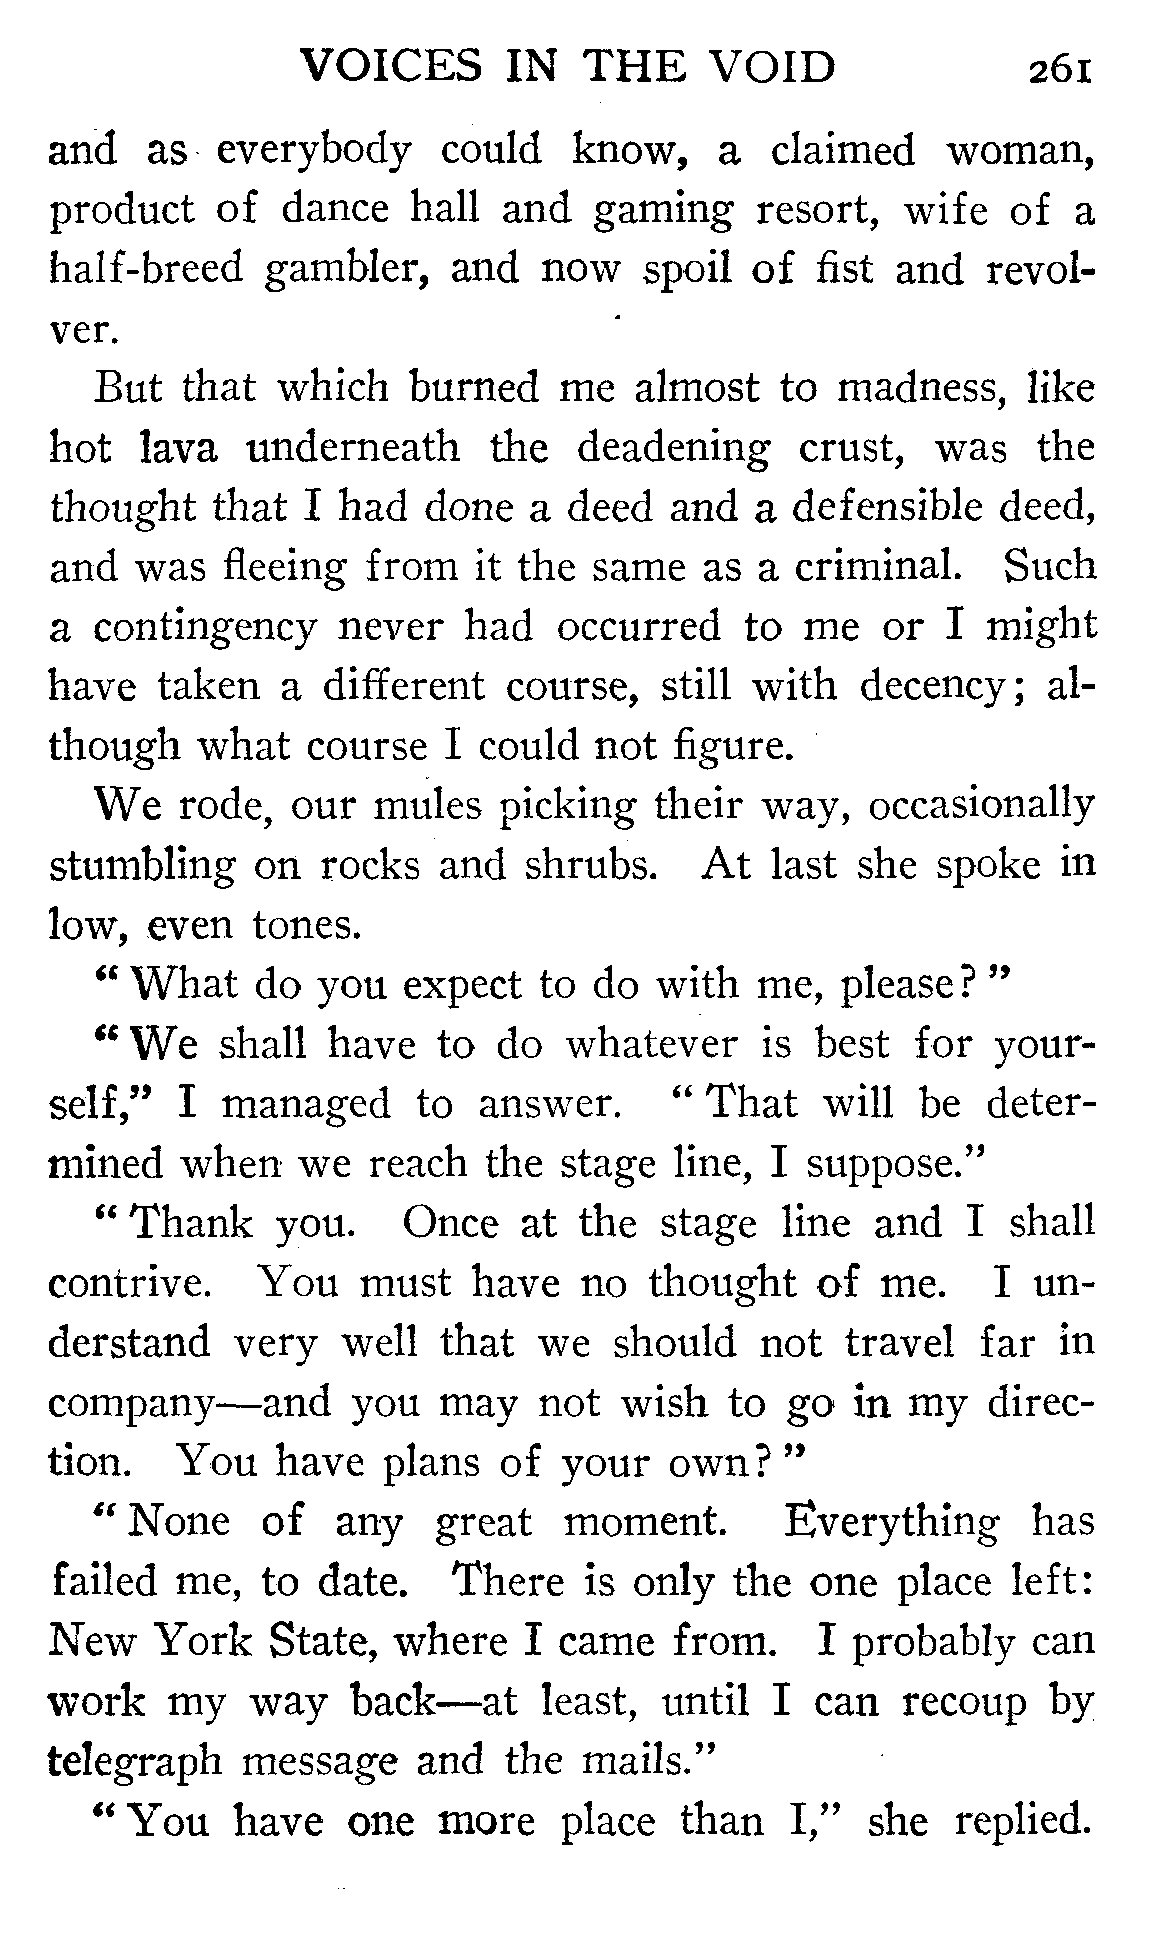 VOICES IN THE VOID 261
and as everybody could know, a claimed woman,
product of dance hall and gaming resort, wife of a
half-breed gambler, and now spoil of fist and revol-
ver.
But that which burned me almost to madness, like
hot lava underneath the deadening crust, was the
thought that I had done a deed and a defensible deed,
and was fleeing from it the same as a criminal. Such
a contingency never had occurred to me or I might
have taken a different course, still with decency; al-
though what course I could not figure.
We rode, our mules picking their way, occasionally
stumbling on rocks and shrubs. At last she spoke in
low, even tones.
“ What do you expect to do with me, please? ”
“ We shall have to do whatever is best for your-
self,” I managed to answer. “ That will be deter-
mined when we reach the stage line, I suppose.”
“ Thank you. Once at the stage line and I shall
contrive. You must have no thought of me. I un-
derstand very well that we should not travel far in
company—and you may not wish to go in my direc-
tion. You have plans of your own? ”
“ None of any great moment. Everything has
failed me, to date. There is only the one place left:
New York State, where I came from. I probably can
work my way back—at least, until I can recoup by
telegraph message and the mails.”
“ You have one more place than I,” she replied.